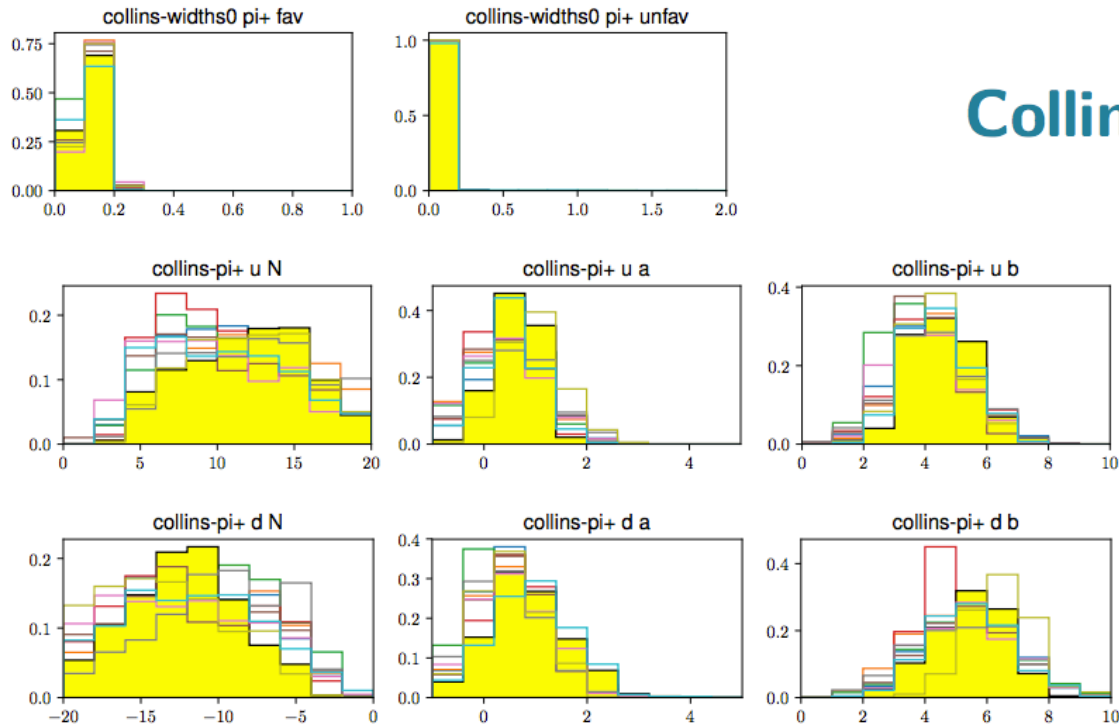 collins-widths0 pi+ fav
collins-widths0 pi+ unfav
0.75
0.50
0.25
0.00
0.0 0.2 0.4 0.6 0.8 1.0
1.0
0.5
0.0
0.0 0.5 1.0 1.5 2.0
Collin
collins-pi+ u N
collins-pi+ u a
collins-pi+ u b
0.2
0.1
0.0
0 5 10 15 20
0.4
0.2
0.0
0 2 4
0.4
0.2
0.0
0 2 4 6 8 10
collins-pi+ d N
collins-pi+ d a
collins-pi+ d b
0.2
0.1
0.0
−20 −15 −10 −5 0
0.4
0.3
0.2
0.1
0.0
0 2 4
0.4
0.2
0.0
0 2 4 6 8 10